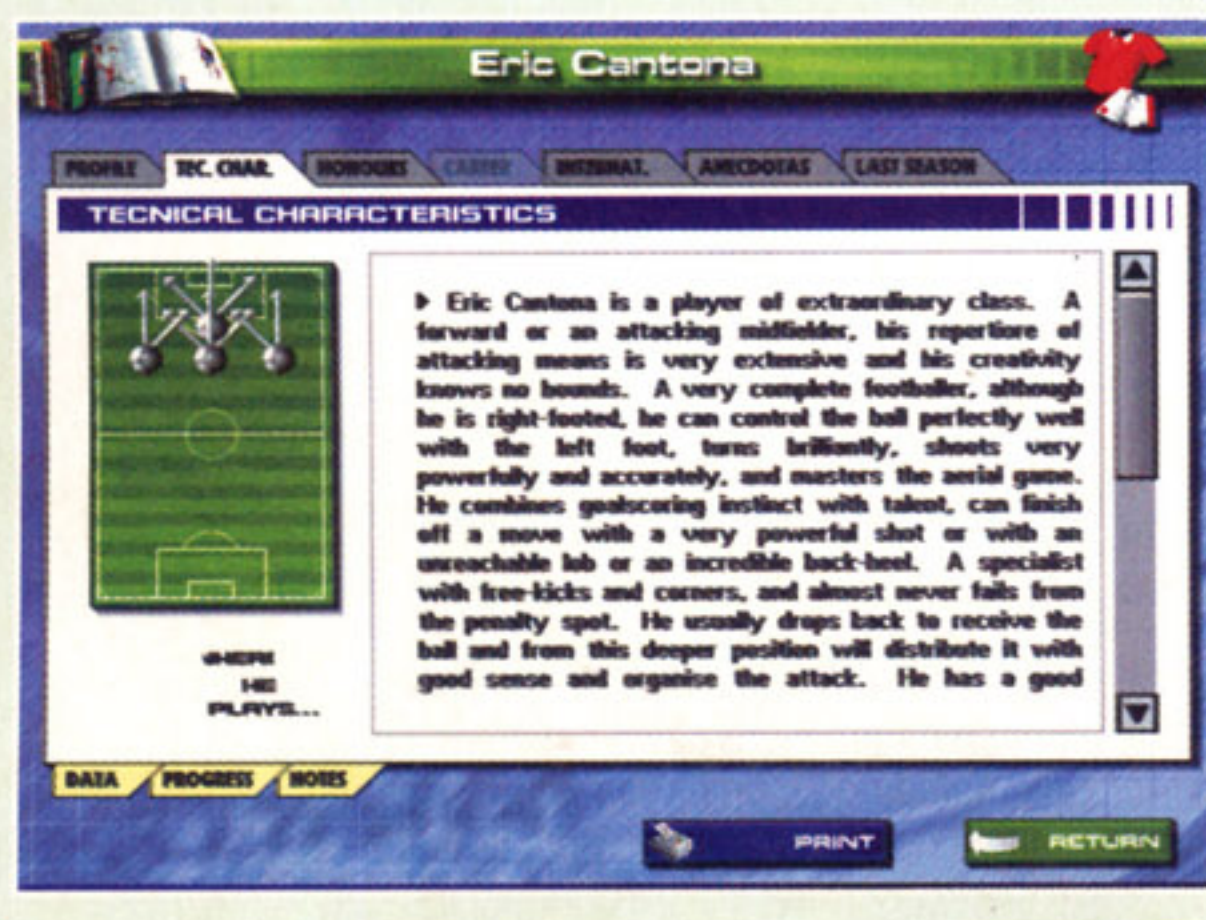 Eric Cantona
PROFILE TEC. CHAR. HONOURS CAREER INTERNAT. ANECDOTAS LAST SEASON
TECNICAL CHARACTERISTICS
Eric Cantona is a player of extraordinary class. A
forward or an attacking midfielder, his repertiore of
attacking means is very extensive and his creativity
knows no bounds. A very complete footballer, although
he is right-footed, he can control the ball perfectly well
with the left foot, turns brilliantly, shoots very
powerfully and accurately, and masters the aerial game.
He combines goalscoring instinct with talent, can finish
off a move with a very powerful shot or with an
unreachable lob or an incredible back-heel. A specialist
with free-kicks and corners, and almost never fails from
the penalty spot. He usually drops back to receive the
ball and from this deeper position will distribute it with
good sense and organise the attack. He has a good
HE
PLAYS...
DATA PROGRESS NOTES
PRINT RETURN